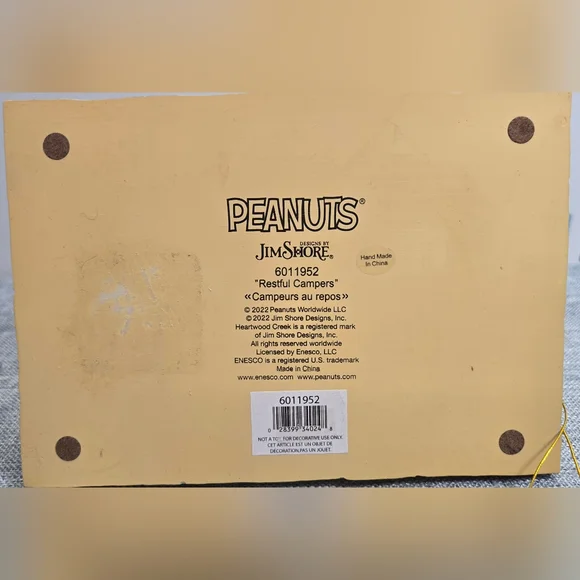 PEANUTS®
DESIGNS BY
JIM SHORE®
6011952
"Restful Campers"
«Campeurs au repos»
© 2022 Peanuts Worldwide LLC
© 2022 Jim Shore Designs, Inc.
Heartwood Creek is a registered mark
of Jim Shore Designs, Inc.
All rights reserved worldwide
Licensed by Enesco, LLC
ENESCO is a registered U.S. trademark
Made in China
www.enesco.com www.peanuts.com
Hand Made
In China
6011952
0 28399 34024 8
NOT A TOY, FOR DECORATIVE USE ONLY.
CET ARTICLE EST UN OBJET DE
DÉCORATION,PAS UN JOUET.